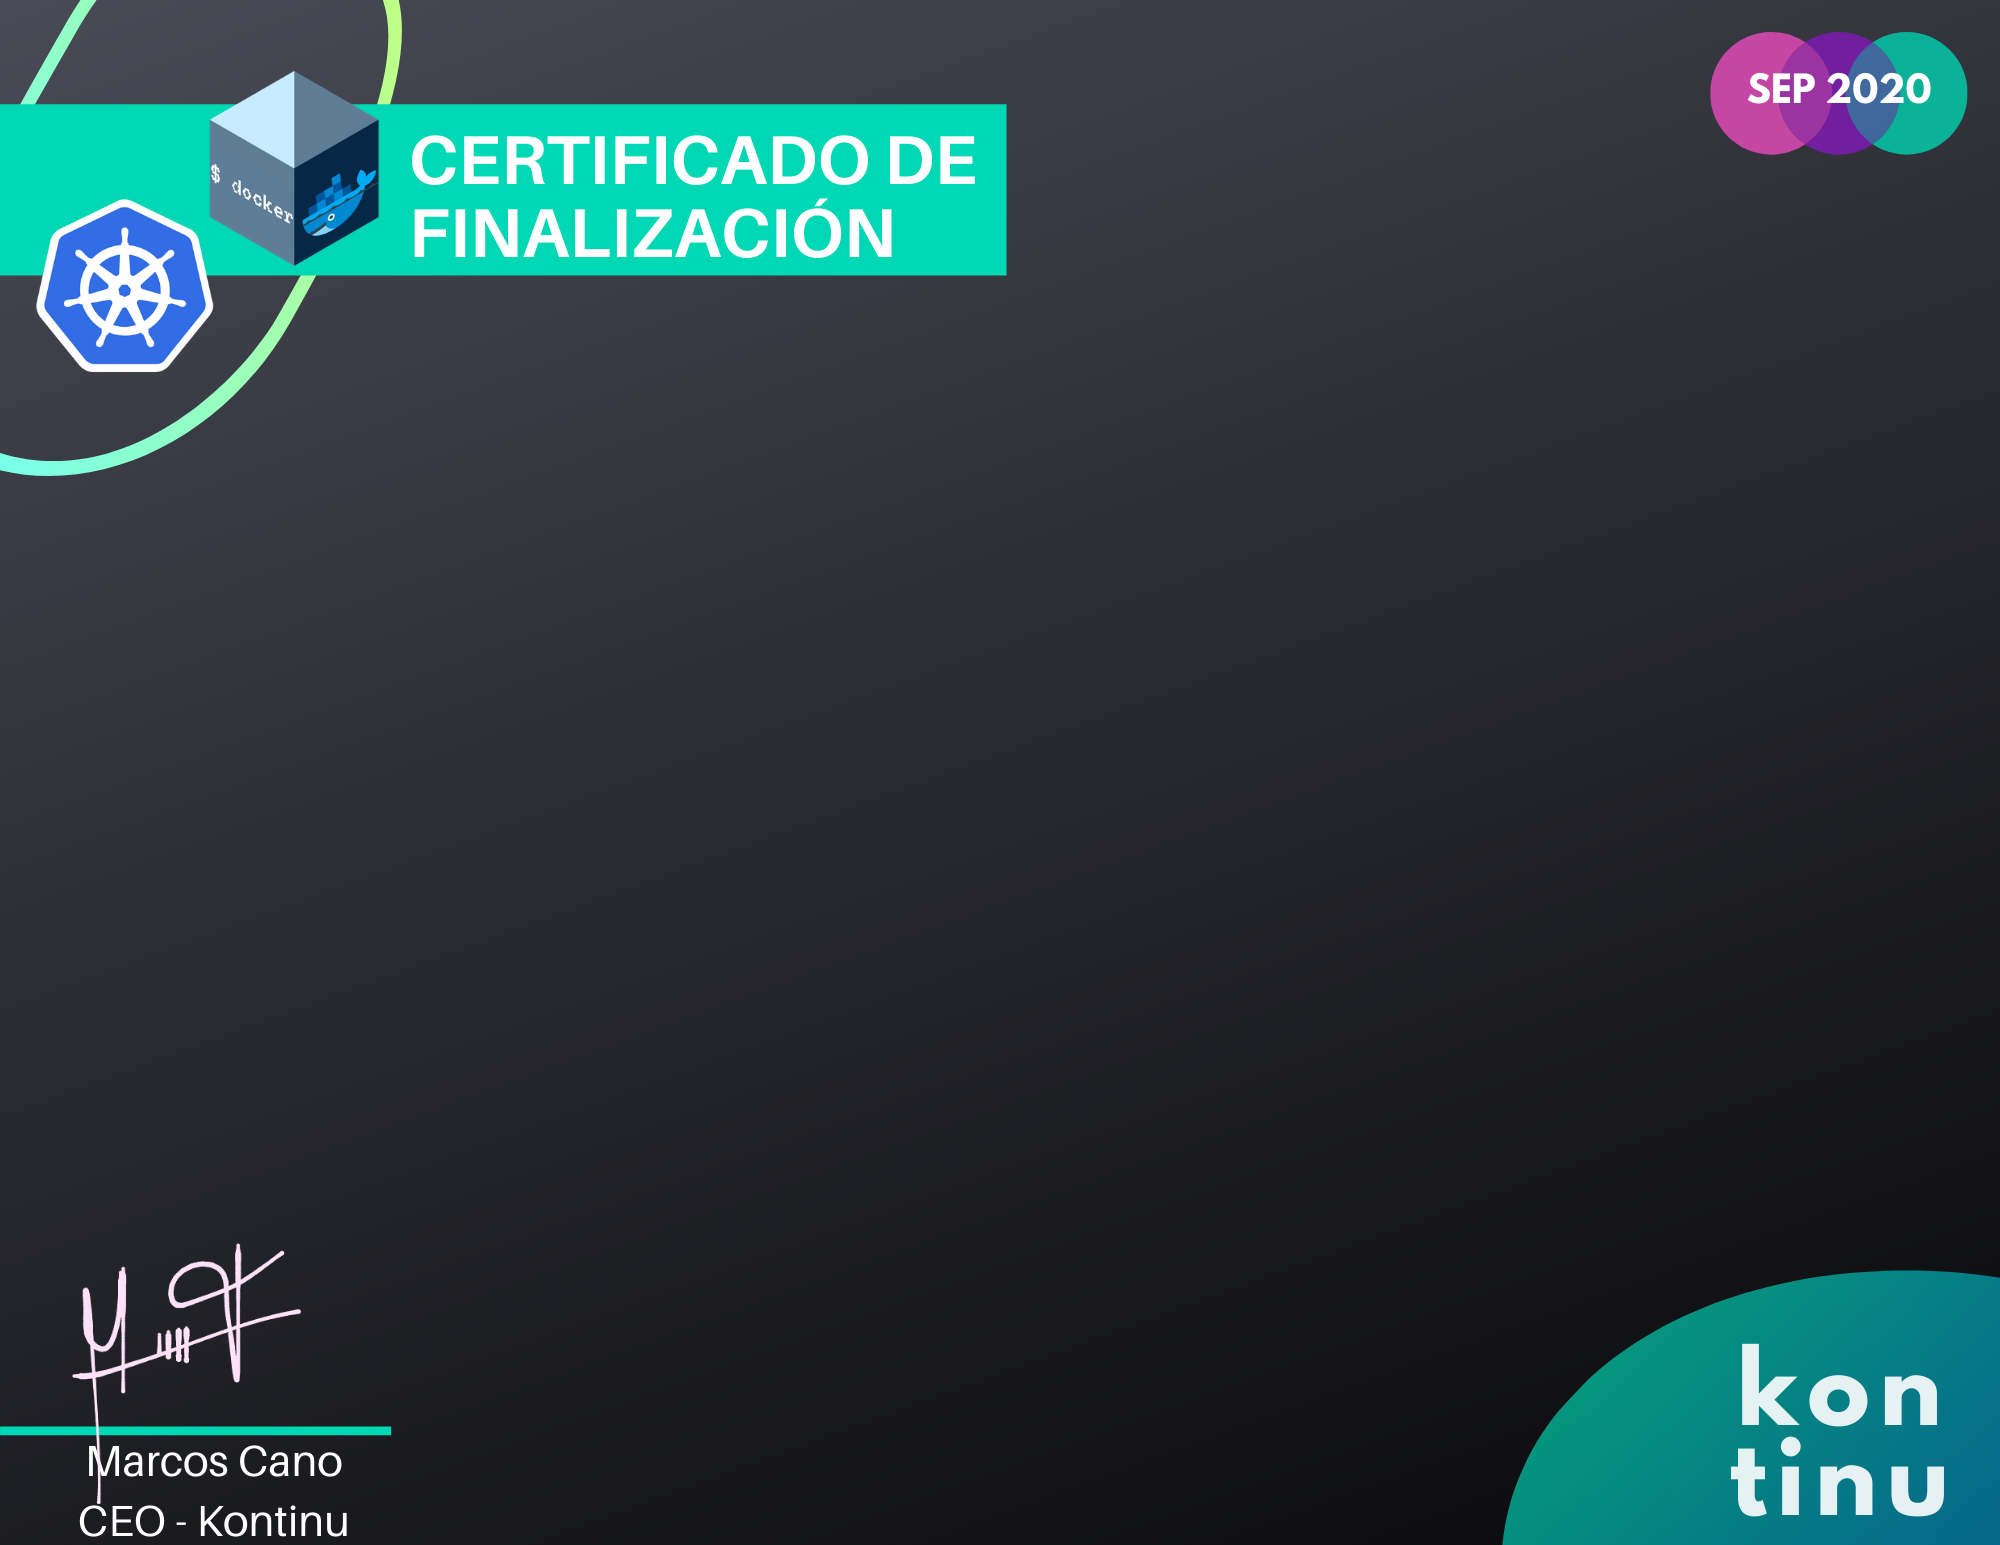 SEP 2020
$ docker
CERTIFICADO DE
FINALIZACIÓN
Marcos Cano
CEO - Kontinu
kon
tinu